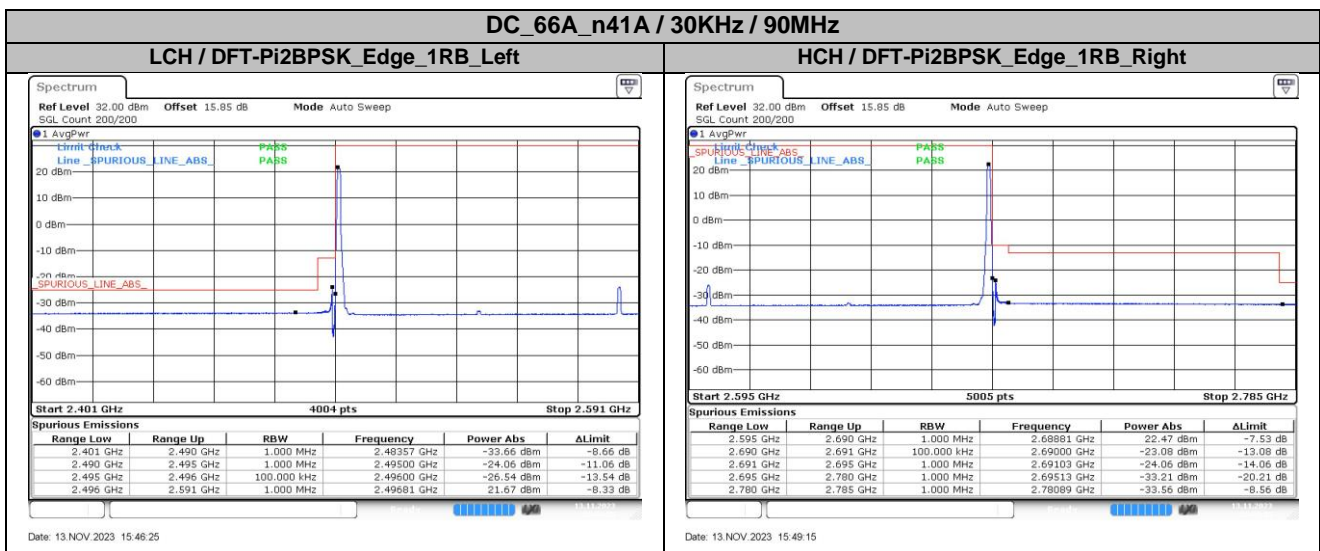 DC_66A_n41A / 30KHz / 90MHz
LCH / DFT-Pi2BPSK_Edge_1RB_Left
HCH / DFT-Pi2BPSK_Edge_1RB_Right
Spectrum
Ref Level 32.00 dBm Offset 15.85 dB Mode Auto Sweep
SGL Count 200/200
1 AvgPwr
Limit Check PASS
Line _SPURIOUS_LINE_ABS_ PASS
20 dBm
10 dBm
0 dBm
-10 dBm
-20 dBm
_SPURIOUS_LINE_ABS_
-30 dBm
-40 dBm
-50 dBm
-60 dBm
Start 2.401 GHz 4004 pts Stop 2.591 GHz
Spurious Emissions
Range Low Range Up RBW Frequency Power Abs ΔLimit
2.401 GHz 2.490 GHz 1.000 MHz 2.48357 GHz -33.66 dBm -8.66 dB
2.490 GHz 2.495 GHz 1.000 MHz 2.49500 GHz -24.06 dBm -11.06 dB
2.495 GHz 2.496 GHz 100.000 kHz 2.49600 GHz -26.54 dBm -13.54 dB
2.496 GHz 2.591 GHz 1.000 MHz 2.49681 GHz 21.67 dBm -8.33 dB
13.11.2023
Date: 13.NOV.2023 15:46:25
Spectrum
Ref Level 32.00 dBm Offset 15.85 dB Mode Auto Sweep
SGL Count 200/200
1 AvgPwr
Limit Check PASS
_SPURIOUS_LINE_ABS_
Line _SPURIOUS_LINE_ABS_ PASS
20 dBm
10 dBm
0 dBm
-10 dBm
-20 dBm
-30 dBm
-40 dBm
-50 dBm
-60 dBm
Start 2.595 GHz 5005 pts Stop 2.785 GHz
Spurious Emissions
Range Low Range Up RBW Frequency Power Abs ΔLimit
2.595 GHz 2.690 GHz 1.000 MHz 2.68881 GHz 22.47 dBm -7.53 dB
2.690 GHz 2.691 GHz 100.000 kHz 2.69000 GHz -23.08 dBm -13.08 dB
2.691 GHz 2.695 GHz 1.000 MHz 2.69103 GHz -24.06 dBm -14.06 dB
2.695 GHz 2.780 GHz 1.000 MHz 2.69513 GHz -33.21 dBm -20.21 dB
2.780 GHz 2.785 GHz 1.000 MHz 2.78089 GHz -33.56 dBm -8.56 dB
13.11.2023
Date: 13.NOV.2023 15:49:15